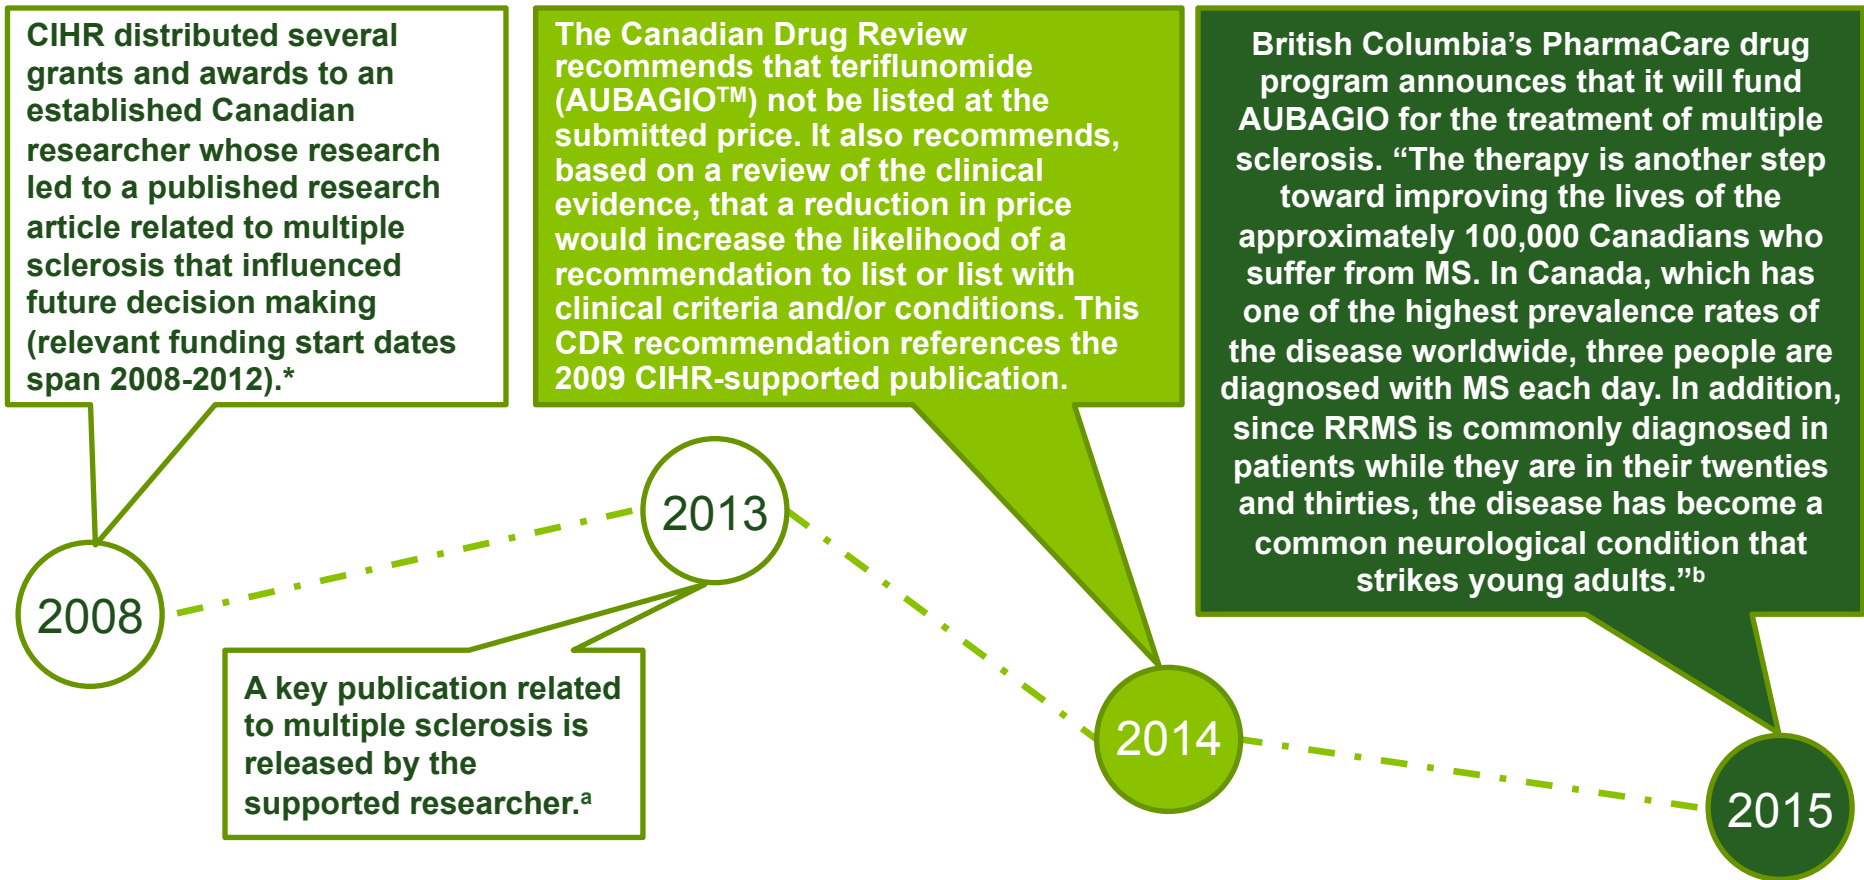 CIHR distributed several
grants and awards to an
established Canadian
researcher whose research
led to a published research
article related to multiple
sclerosis that influenced
future decision making
(relevant funding start dates
span 2008-2012).*
The Canadian Drug Review
recommends that teriflunomide
(AUBAGIO™) not be listed at the
submitted price. It also recommends,
based on a review of the clinical
evidence, that a reduction in price
would increase the likelihood of a
recommendation to list or list with
clinical criteria and/or conditions. This
CDR recommendation references the
2009 CIHR-supported publication.
British Columbia's PharmaCare drug
program announces that it will fund
AUBAGIO for the treatment of multiple
sclerosis. “The therapy is another step
toward improving the lives of the
approximately 100,000 Canadians who
suffer from MS. In Canada, which has
one of the highest prevalence rates of
the disease worldwide, three people are
diagnosed with MS each day. In addition,
since RRMS is commonly diagnosed in
patients while they are in their twenties
and thirties, the disease has become a
common neurological condition that
strikes young adults.”b
2008
2013
A key publication related
to multiple sclerosis is
released by the
supported researcher.a
2014
2015